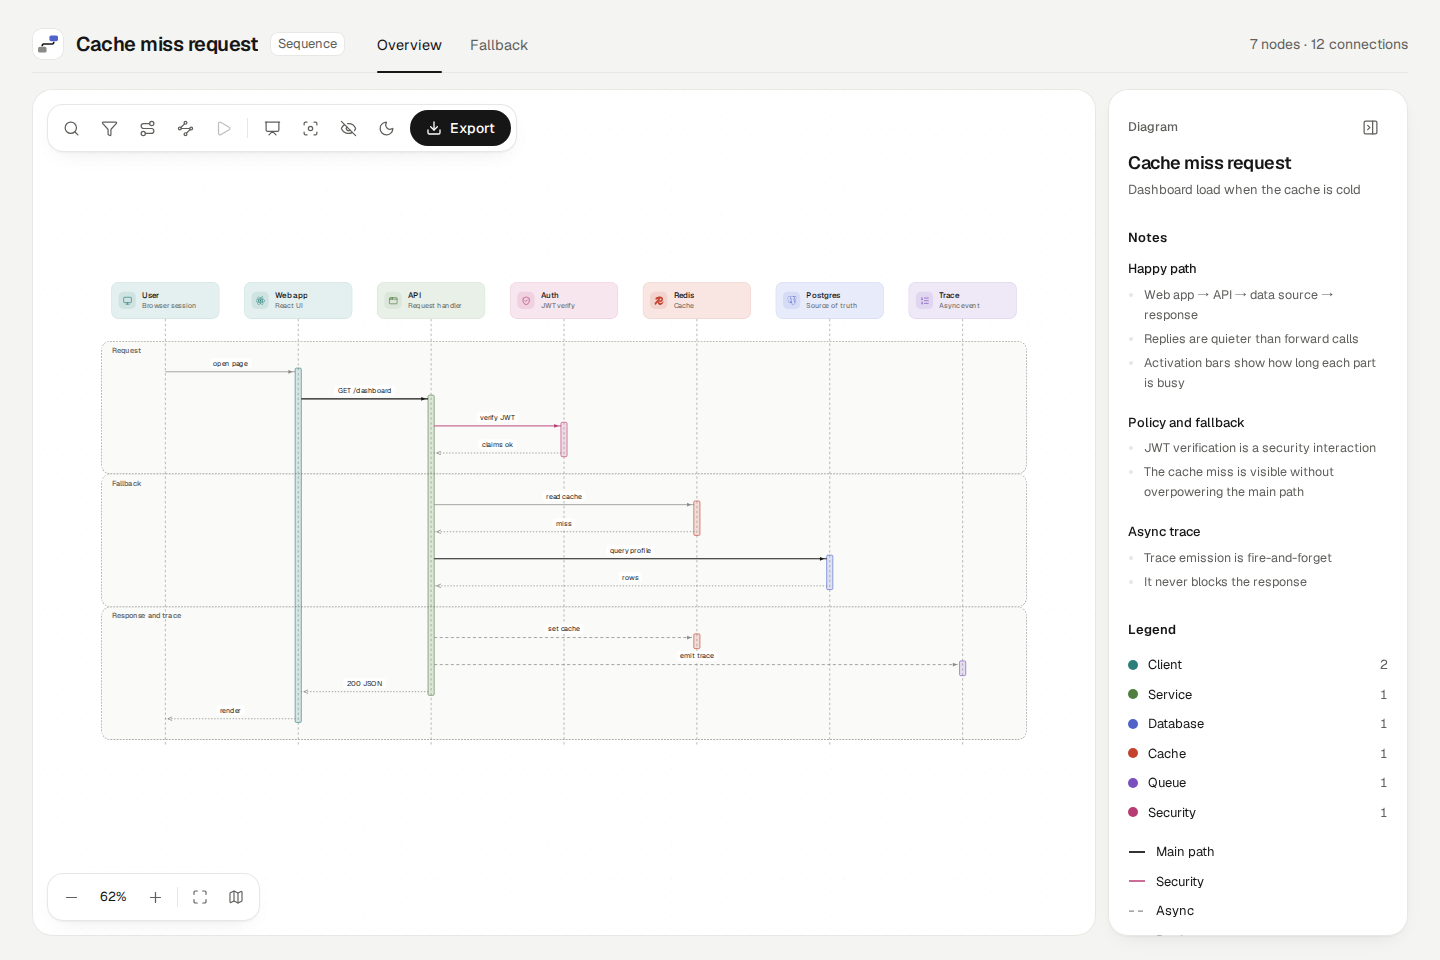 Cache miss request
Sequence
Overview
Fallback
7 nodes · 12 connections
Export
User
Browser session
Web app
React UI
API
Request handler
Auth
JWT verify
Redis
Cache
Postgres
Source of truth
Trace
Async event
Request
open page
GET /dashboard
verify JWT
claims ok
Fallback
read cache
miss
query profile
rows
Response and trace
set cache
emit trace
200 JSON
render
62%
Diagram
Cache miss request
Dashboard load when the cache is cold
Notes
Happy path
Web app → API → data source →
response
Replies are quieter than forward calls
Activation bars show how long each part
is busy
Policy and fallback
JWT verification is a security interaction
The cache miss is visible without
overpowering the main path
Async trace
Trace emission is fire-and-forget
It never blocks the response
Legend
Client 2
Service 1
Database 1
Cache 1
Queue 1
Security 1
Main path
Security
Async